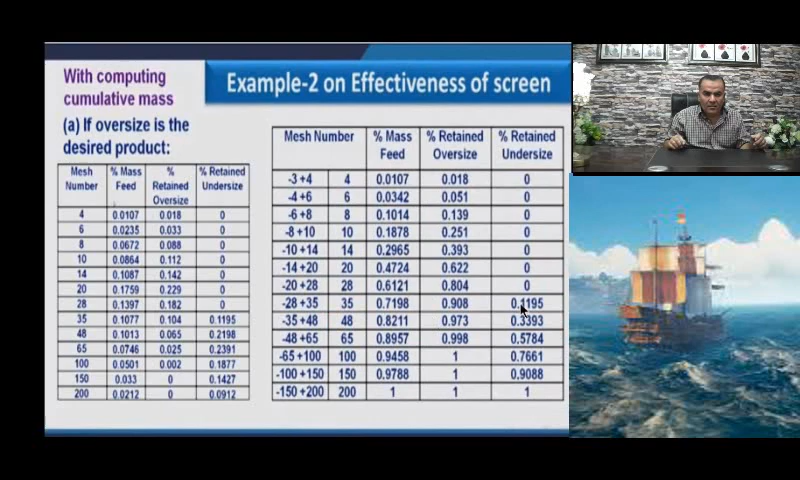 With computing
cumulative mass
Example-2 on Effectiveness of screen
(a) If oversize is the
desired product:
Mesh Number % Mass Feed % Retained Oversize % Retained Undersize
4 0.0107 0.018 0
6 0.0235 0.033 0
8 0.0672 0.088 0
10 0.0864 0.112 0
14 0.1087 0.142 0
20 0.1759 0.229 0
28 0.1397 0.182 0
35 0.1077 0.104 0.1195
48 0.1013 0.065 0.2198
65 0.0746 0.025 0.2391
100 0.0501 0.002 0.1877
150 0.033 0 0.1427
200 0.0212 0 0.0912
Mesh Number % Mass Feed % Retained Oversize % Retained Undersize
-3 +4 4 0.0107 0.018 0
-4 +6 6 0.0342 0.051 0
-6 +8 8 0.1014 0.139 0
-8 +10 10 0.1878 0.251 0
-10 +14 14 0.2965 0.393 0
-14 +20 20 0.4724 0.622 0
-20 +28 28 0.6121 0.804 0
-28 +35 35 0.7198 0.908 0.1195
-35 +48 48 0.8211 0.973 0.3393
-48 +65 65 0.8957 0.998 0.5784
-65 +100 100 0.9458 1 0.7661
-100 +150 150 0.9788 1 0.9088
-150 +200 200 1 1 1